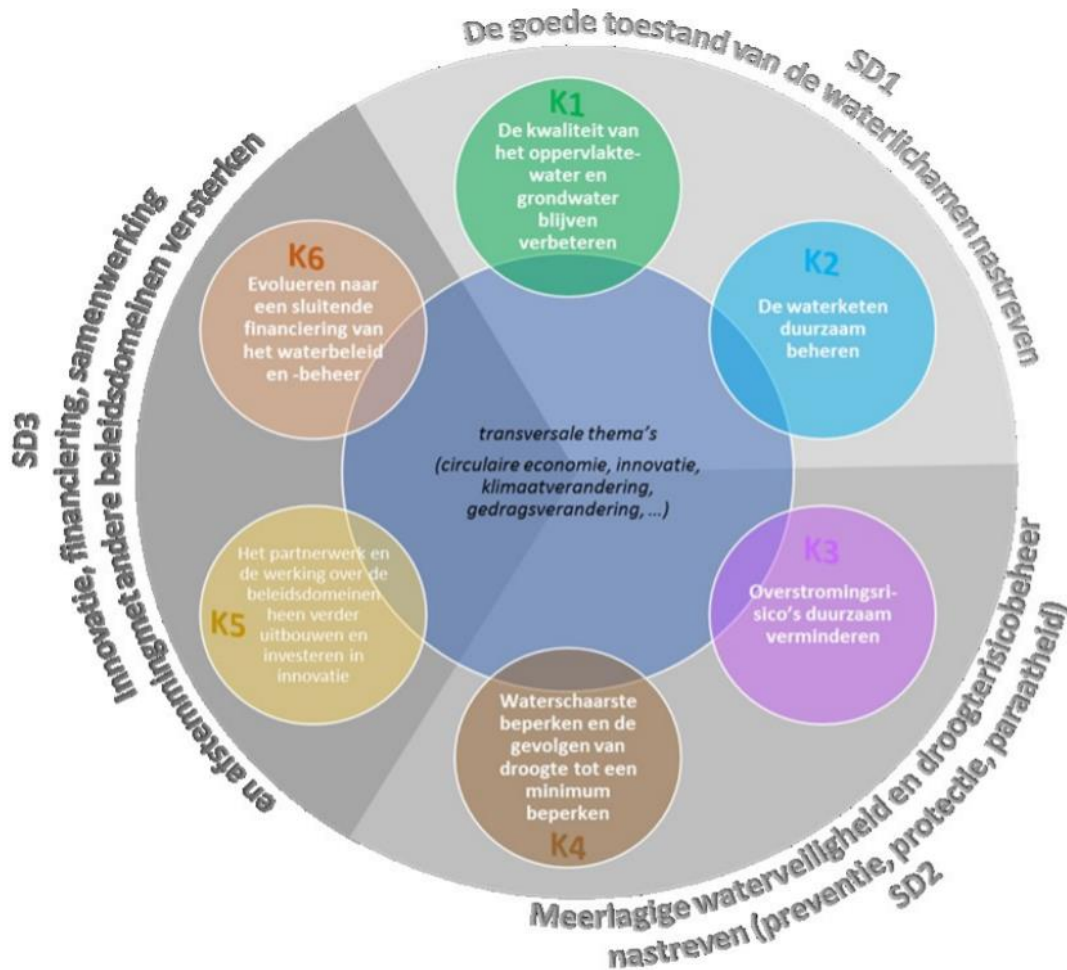 De goede toestand van de waterlichamen nastreven
SD1
K1
De kwaliteit van
het oppervlakte-
water en
grondwater
blijven
verbeteren
K2
De waterketen
duurzaam
beheren
K3
Overstromingsri-
sico's duurzaam
verminderen
Meerlagige waterveiligheid en droogterisicobeheer
nastreven (preventie, protectie, paraatheid)
SD2
Waterschaarste
beperken en de
gevolgen van
droogte tot een
minimum
beperken
K4
Het partnerwerk en
de werking over de
beleidsdomeinen
heen verder
uitbouwen en
investeren in
innovatie
K5
K6
Evolueren naar
een sluitende
financiering van
het waterbeleid
en -beheer
SD3
Innovatie, financiering, samenwerking
en afstemmingmet andere beleidsdomeinen versterken
transversale thema's
(circulaire economie, innovatie,
klimaatverandering,
gedragsverandering, ...)